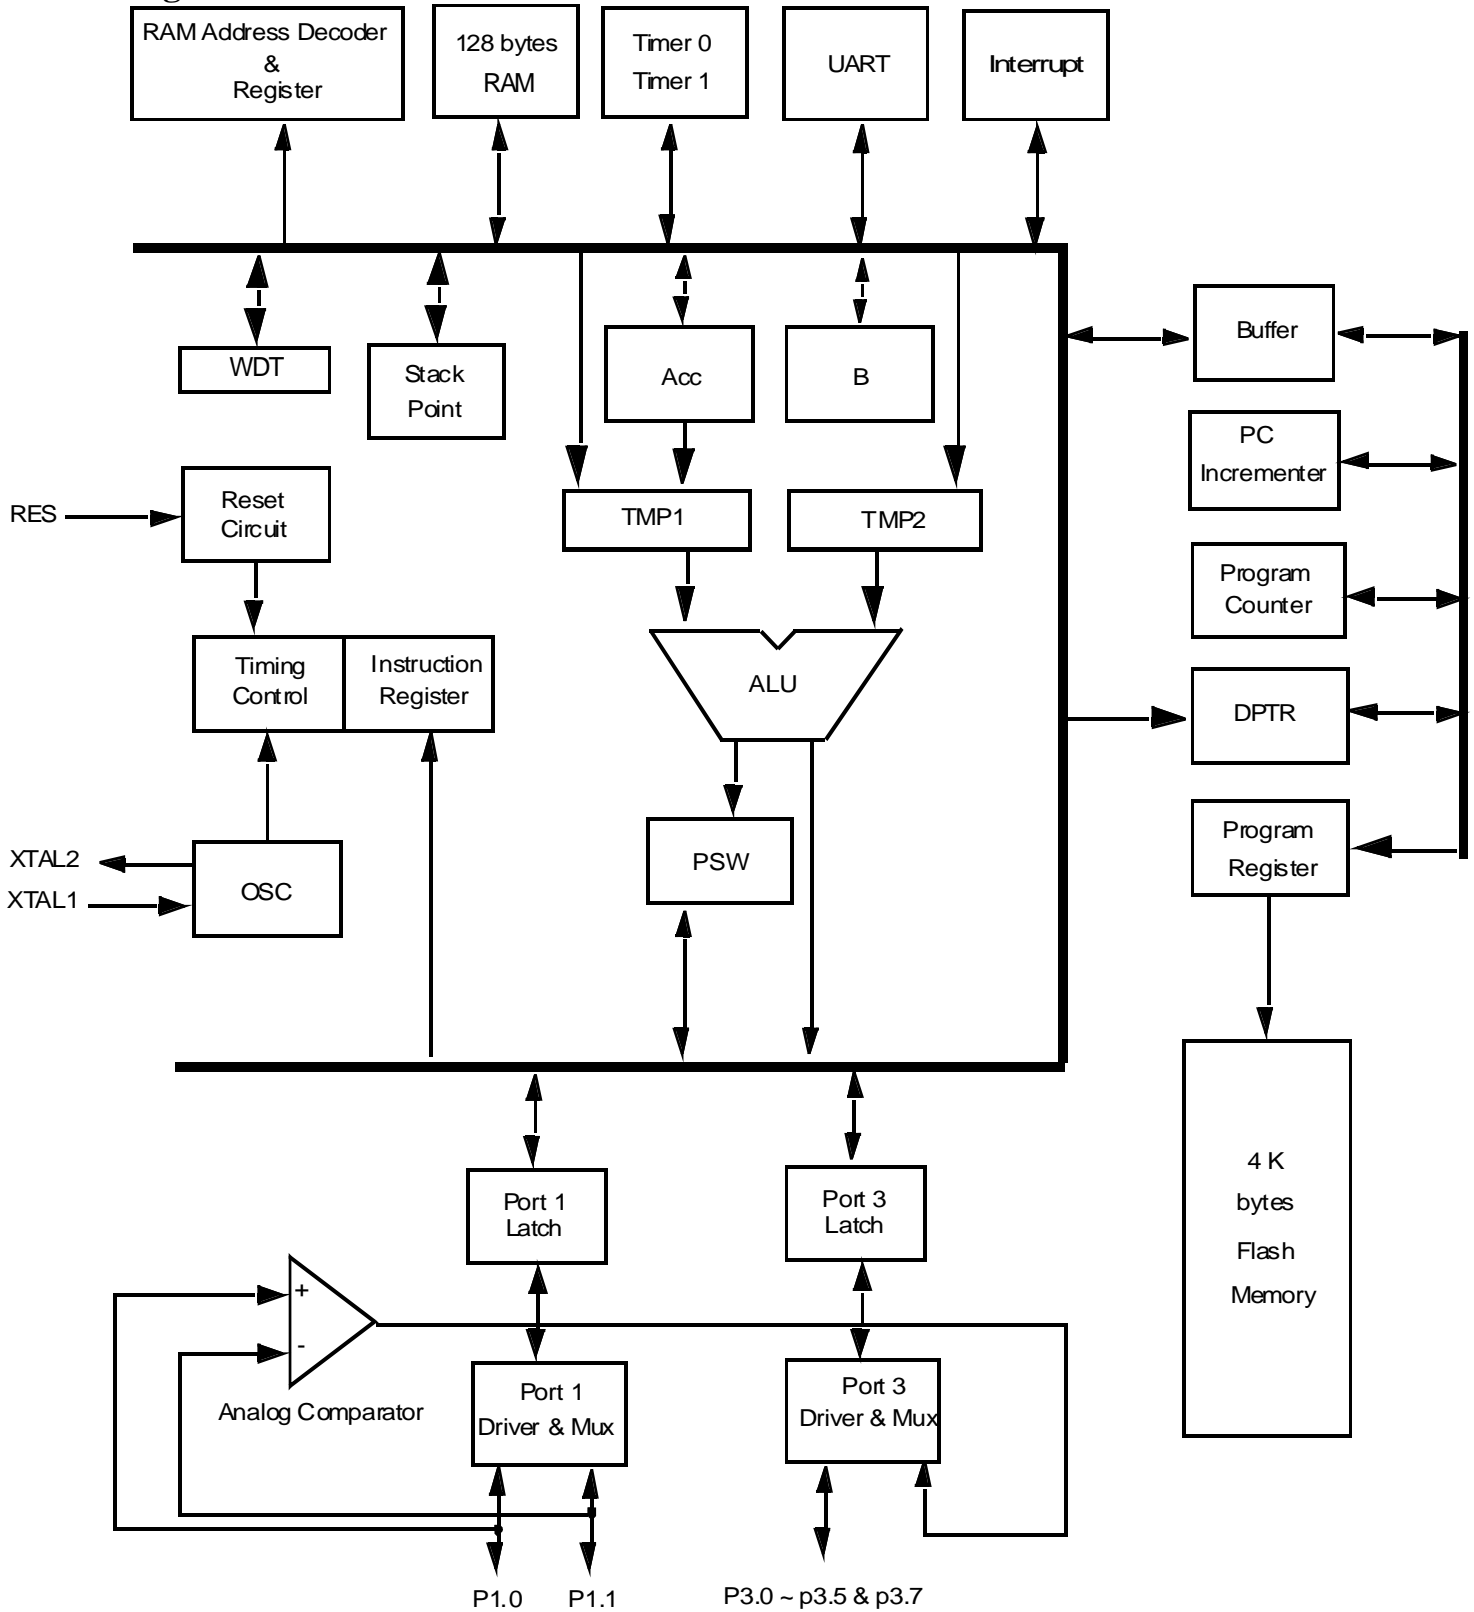 RAM Address Decoder
&
Register
128 bytes
RAM
Timer 0
Timer 1
UART
Interrupt
WDT
Stack
Point
Acc
B
Buffer
PC
Incrementer
RES
Reset
Circuit
TMP1
TMP2
Program
Counter
Timing
Control
Instruction
Register
ALU
DPTR
Program
Register
XTAL2
XTAL1
OSC
PSW
4 K
bytes
Flash
Memory
Port 1
Latch
Port 3
Latch
+
-
Analog Comparator
Port 1
Driver & Mux
Port 3
Driver & Mux
P1.0
P1.1
P3.0 ~ p3.5 & p3.7